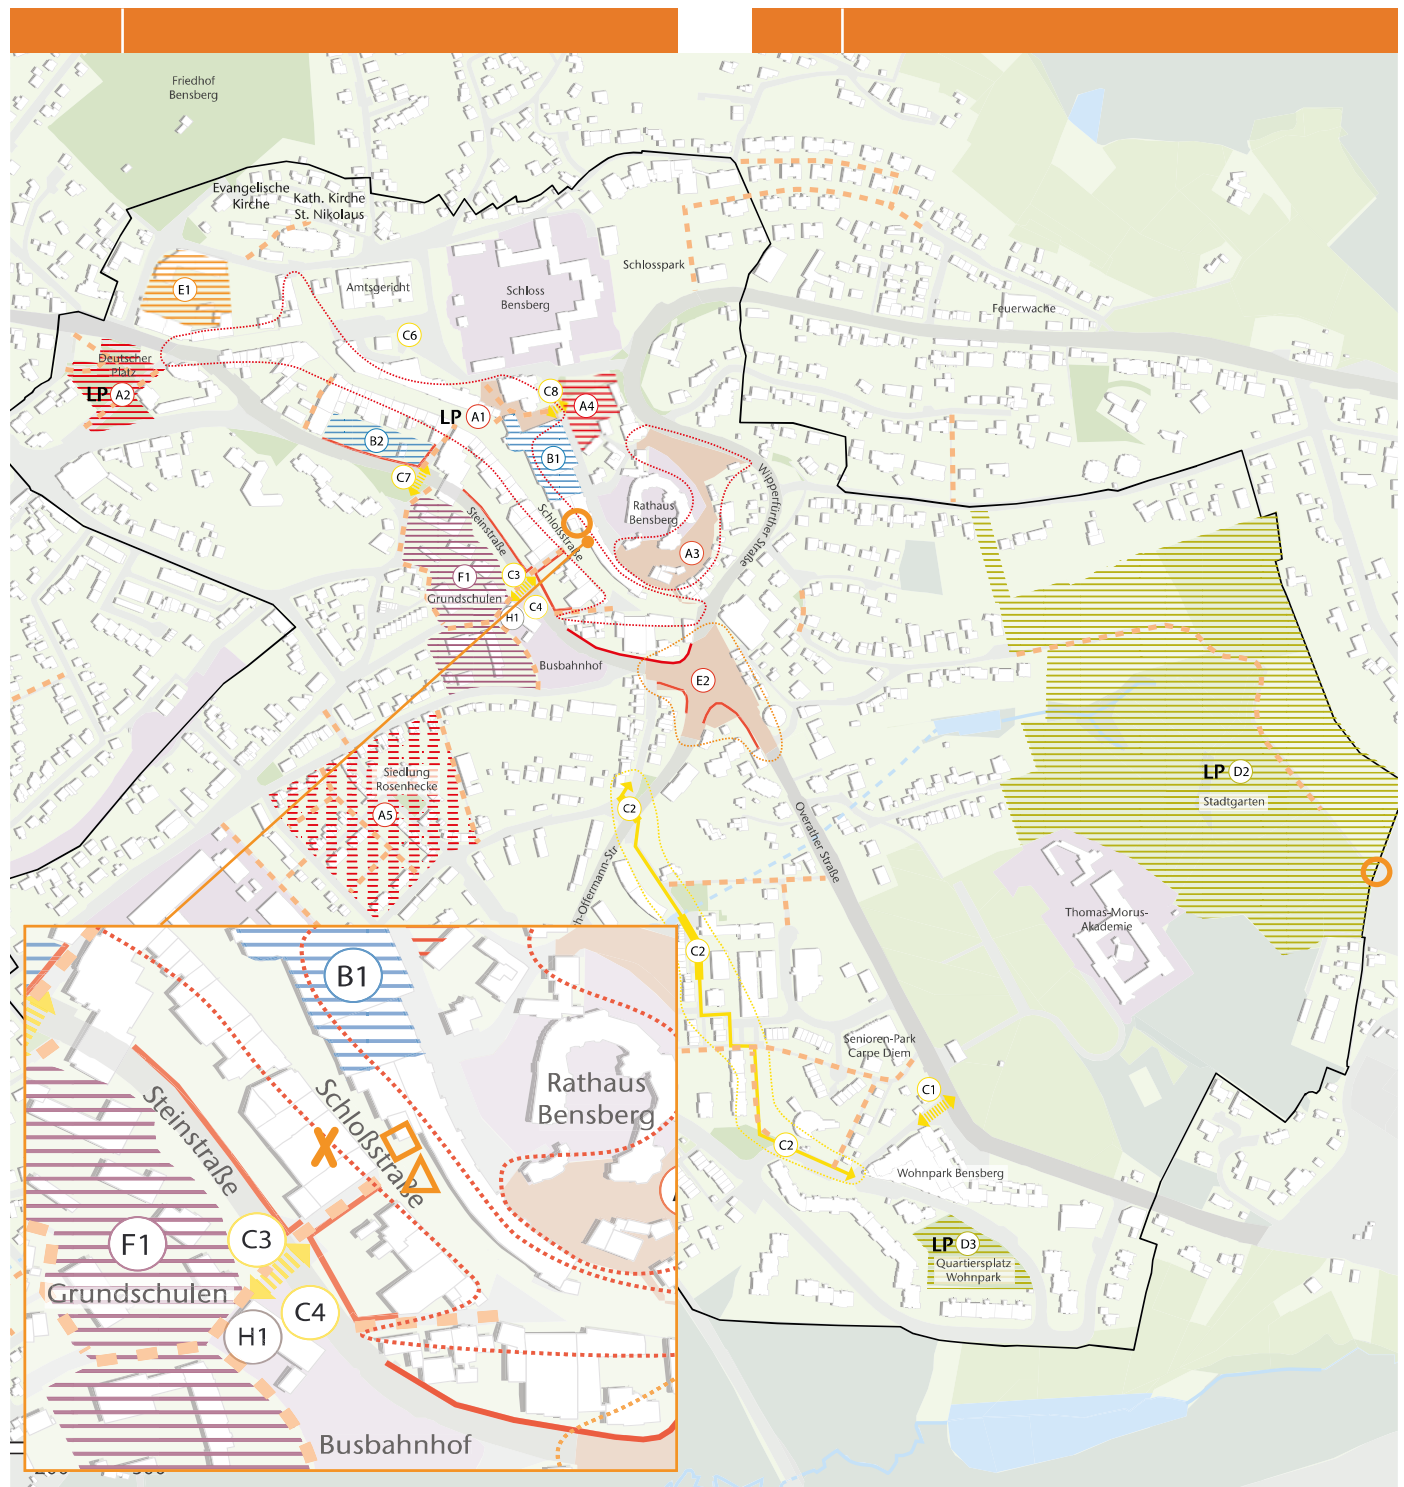 Friedhof
Bensberg
Evangelische
Kirche
Kath. Kirche
St. Nikolaus
Schlosspark
E1
Amtsgericht
Schloss
Bensberg
Feuerwache
C6
Deutscher
Platz
LP A2
C8
LP A1
A4
B2
B1
C7
Wipperfürther Straße
Rathaus
Bensberg
Steinstraße
Schloßstraße
A3
F1
C3
Grundschulen
C4
H1
Busbahnhof
E2
Siedlung
Rosenhecke
A5
LP D2
Stadtgarten
C2
Overather Straße
ch-Offermann-Str
Thomas-Morus-
Akademie
C2
Senioren-Park
Carpe Diem
C1
C2
Wohnpark Bensberg
LP D3
Quartiersplatz
Wohnpark
B1
Rathaus
Bensberg
Steinstraße
Schloßstraße
F1
C3
Grundschulen
C4
H1
Busbahnhof